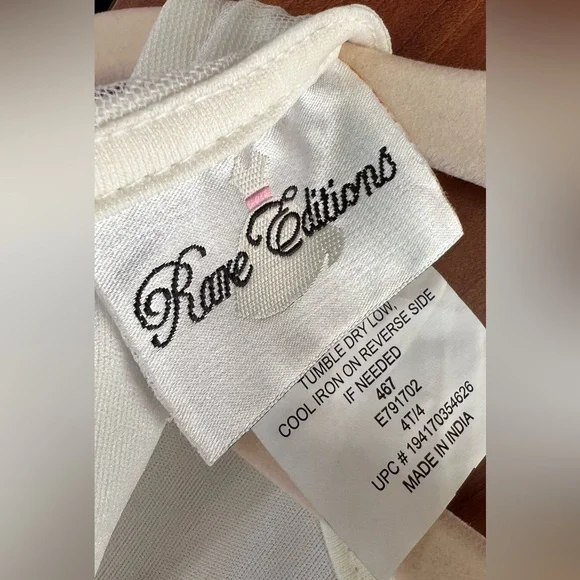 Rare Editions
TUMBLE DRY LOW,
COOL IRON ON REVERSE SIDE
IF NEEDED
467
E791702
4T/4
UPC # 194170354626
MADE IN INDIA